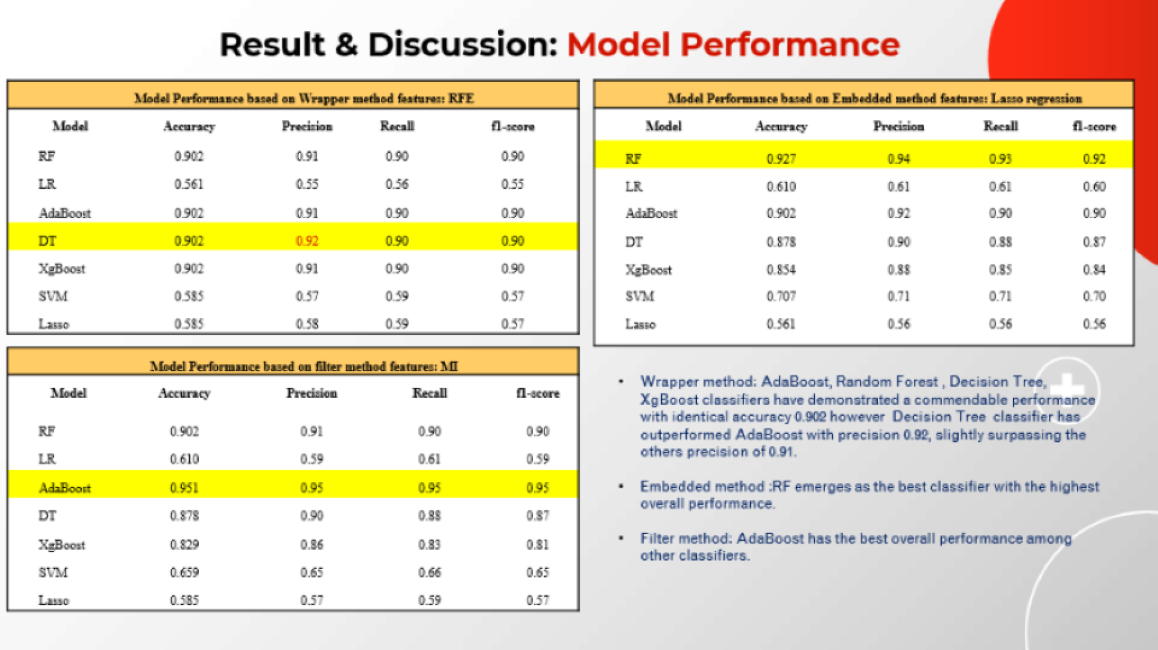 Result & Discussion: Model Performance
Model Performance based on Wrapper method features: RFE
Model Accuracy Precision Recall f1-score
RF 0.902 0.91 0.90 0.90
LR 0.561 0.55 0.56 0.55
AdaBoost 0.902 0.91 0.90 0.90
DT 0.902 0.92 0.90 0.90
XgBoost 0.902 0.91 0.90 0.90
SVM 0.585 0.57 0.59 0.57
Lasso 0.585 0.58 0.59 0.57
Model Performance based on filter method features: MI
Model Accuracy Precision Recall f1-score
RF 0.902 0.91 0.90 0.90
LR 0.610 0.59 0.61 0.59
AdaBoost 0.951 0.95 0.95 0.95
DT 0.878 0.90 0.88 0.87
XgBoost 0.829 0.86 0.83 0.81
SVM 0.659 0.65 0.66 0.65
Lasso 0.585 0.57 0.59 0.57
Model Performance based on Embedded method features: Lasso regression
Model Accuracy Precision Recall f1-score
RF 0.927 0.94 0.93 0.92
LR 0.610 0.61 0.61 0.60
AdaBoost 0.902 0.92 0.90 0.90
DT 0.878 0.90 0.88 0.87
XgBoost 0.854 0.88 0.85 0.84
SVM 0.707 0.71 0.71 0.70
Lasso 0.561 0.56 0.56 0.56
• Wrapper method: AdaBoost, Random Forest , Decision Tree,
XgBoost classifiers have demonstrated a commendable performance
with identical accuracy 0.902 however Decision Tree classifier has
outperformed AdaBoost with precision 0.92, slightly surpassing the
others precision of 0.91.
• Embedded method :RF emerges as the best classifier with the highest
overall performance.
• Filter method: AdaBoost has the best overall performance among
other classifiers.